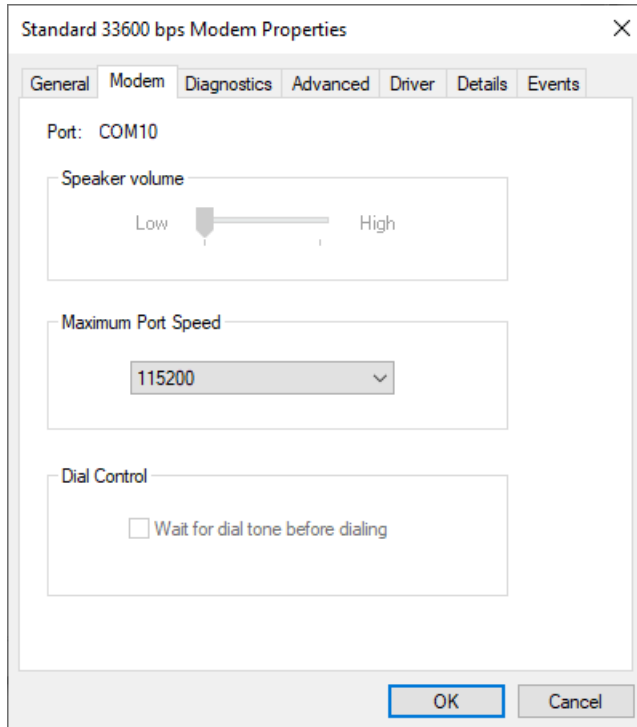 Standard 33600 bps Modem Properties
General Modem Diagnostics Advanced Driver Details Events
Port: COM10
Speaker volume
Low High
Maximum Port Speed
115200
Dial Control
Wait for dial tone before dialing
OK Cancel